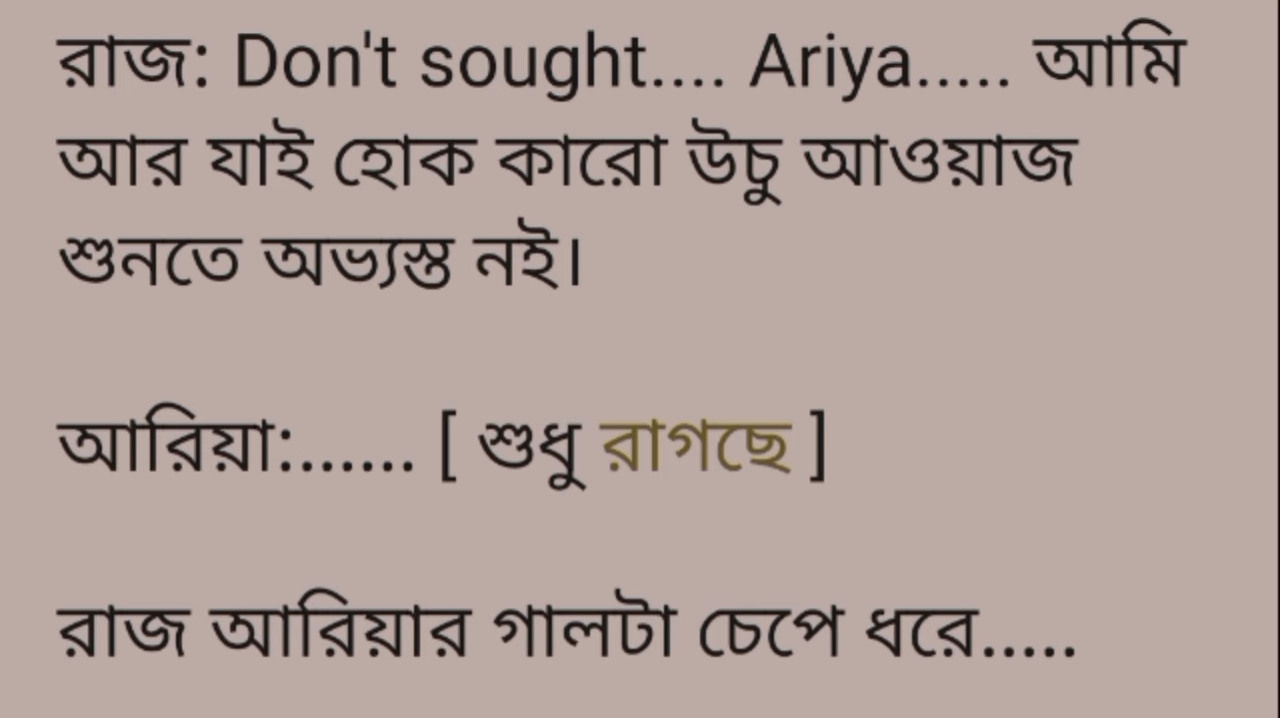 রাজ: Don't sought.... Ariya..... আমি
আর যাই হোক কারো উচু আওয়াজ
শুনতে অভ্যস্ত নই।
আরিয়া:...... [ শুধু রাগছে ]
রাজ আরিয়ার গালটা চেপে ধরে.....